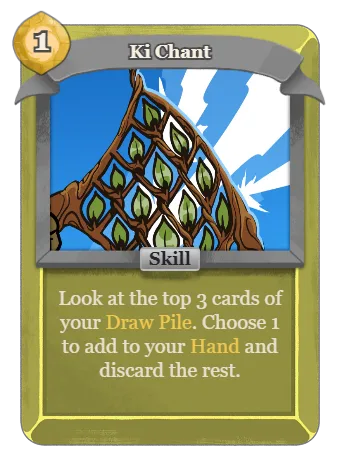 1
Ki Chant
Skill
Look at the top 3 cards of
your Draw Pile. Choose 1
to add to your Hand and
discard the rest.